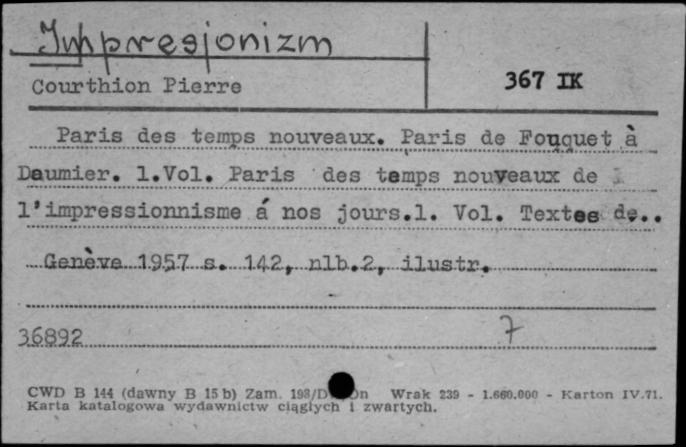 Impresjonizm
Courthion Pierre
367 IK
Paris des temps nouveaux. Paris de Fouquet à
Daumier. 1.Vol. Paris des temps nouveaux de
l'impressionnisme á nos jours.1. Vol. Textes de..
Genève 1957 s. 142, nlb.2, ilustr.
36892 7
CWD B 144 (dawny B 15 b) Zam. 198/D Wrak 239 - 1.660.000 - Karton IV.71.
Karta katalogowa wydawnictw ciągłych i zwartych.